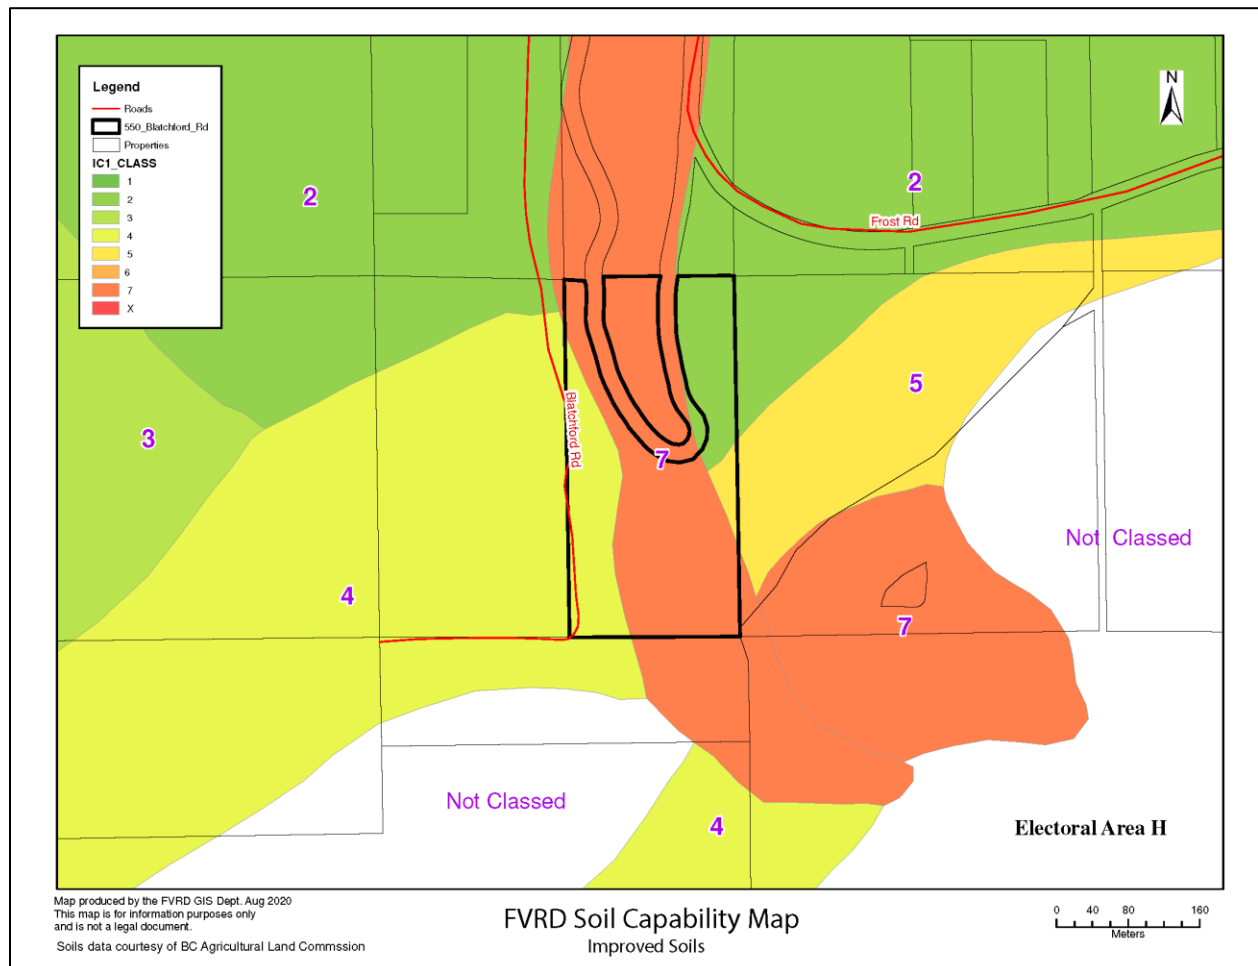 Legend
Roads
550_Blatchford_Rd
Properties
IC1_CLASS
1
2
3
4
5
6
7
X
N
2
2
Frost Rd
3
Blatchford Rd
5
7
4
Not Classed
7
Not Classed
4
Electoral Area H
Map produced by the FVRD GIS Dept. Aug 2020
This map is for information purposes only
and is not a legal document.
Soils data courtesy of BC Agricultural Land Commssion
FVRD Soil Capability Map
Improved Soils
0 40 80 120 160
Meters